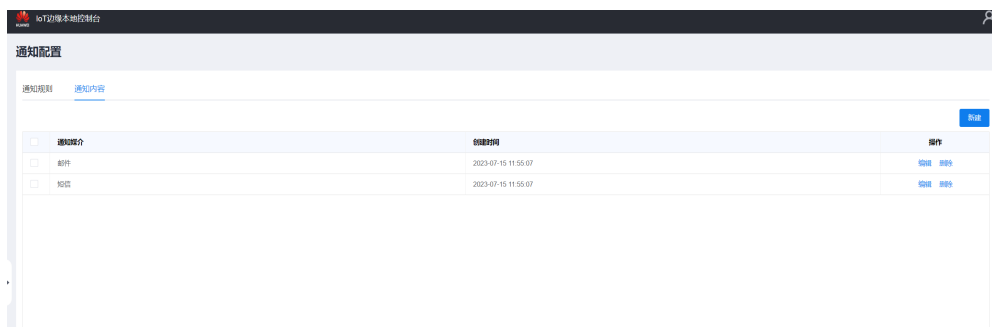 HUAWEI IoT边缘本地控制台
通知配置
通知规则 通知内容
新建
通知媒介 创建时间 操作
邮件 2023-07-15 11:55:07 编辑 删除
短信 2023-07-15 11:55:07 编辑 删除